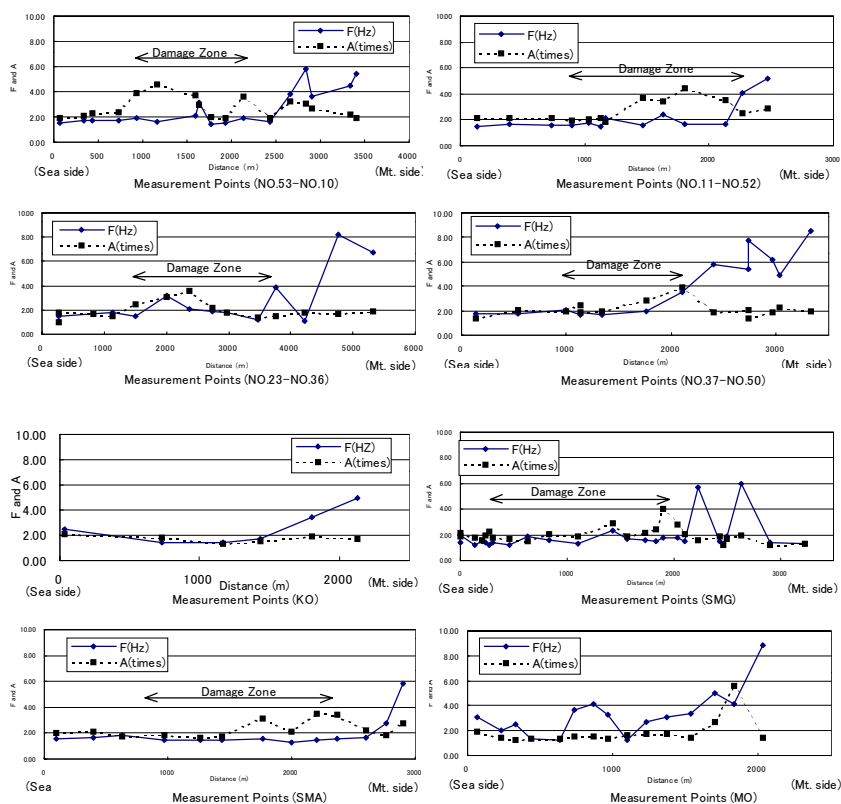 10.00
8.00
6.00
4.00
2.00
0.00
F and A
F(Hz)
A(times)
Damage Zone
0 500 1000 1500 2000 2500 3000 3500 4000
(Sea side) Distance (m) (Mt. side)
Measurement Points (NO.53-NO.10)
10.00
8.00
6.00
4.00
2.00
0.00
F and A
F(Hz)
A(times)
Damage Zone
0 1000 2000 3000
(Sea side) Distance (m) (Mt. side)
Measurement Points (NO.11-NO.52)
10.00
8.00
6.00
4.00
2.00
0.00
F and A
F(Hz)
A(times)
Damage Zone
0 1000 2000 3000 4000 5000 6000
(Sea side) Distance (m) (Mt. side)
Measurement Points (NO.23-NO.36)
10.00
8.00
6.00
4.00
2.00
0.00
F and A
F(Hz)
A(times)
Damage Zone
0 1000 2000 3000
(Sea side) Distance (m) (Mt. side)
Measurement Points (NO.37-NO.50)
10.00
8.00
6.00
4.00
2.00
0.00
F and A
F(HZ)
A(times)
0 1000 2000
Distance (m)
(Sea side) (Mt. side)
Measurement Points (KO)
10.00
8.00
6.00
4.00
2.00
0.00
F and A
F(Hz)
A(times)
Damage Zone
0 1000 2000 3000
(Sea side) Distance (m) (Mt. side)
Measurement Points (SMG)
10.00
8.00
6.00
4.00
2.00
0.00
F and A
F(Hz)
A(times)
Damage Zone
0 1000 2000 3000
(Sea Distance (m) (Mt. side)
Measurement Points (SMA)
10.00
8.00
6.00
4.00
2.00
0.00
F and A
F(Hz)
A(times)
0 1000 2000
(Sea side) Distance (m) (Mt. side)
Measurement Points (MO)